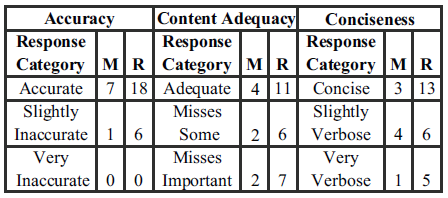 Accuracy Content Adequacy Conciseness
Response Response Response
Category M R Category M R Category M R
Accurate 7 18 Adequate 4 11 Concise 3 13
Slightly Misses Slightly
Inaccurate 1 6 Some 2 6 Verbose 4 6
Very Misses Very
Inaccurate 0 0 Important 2 7 Verbose 1 5